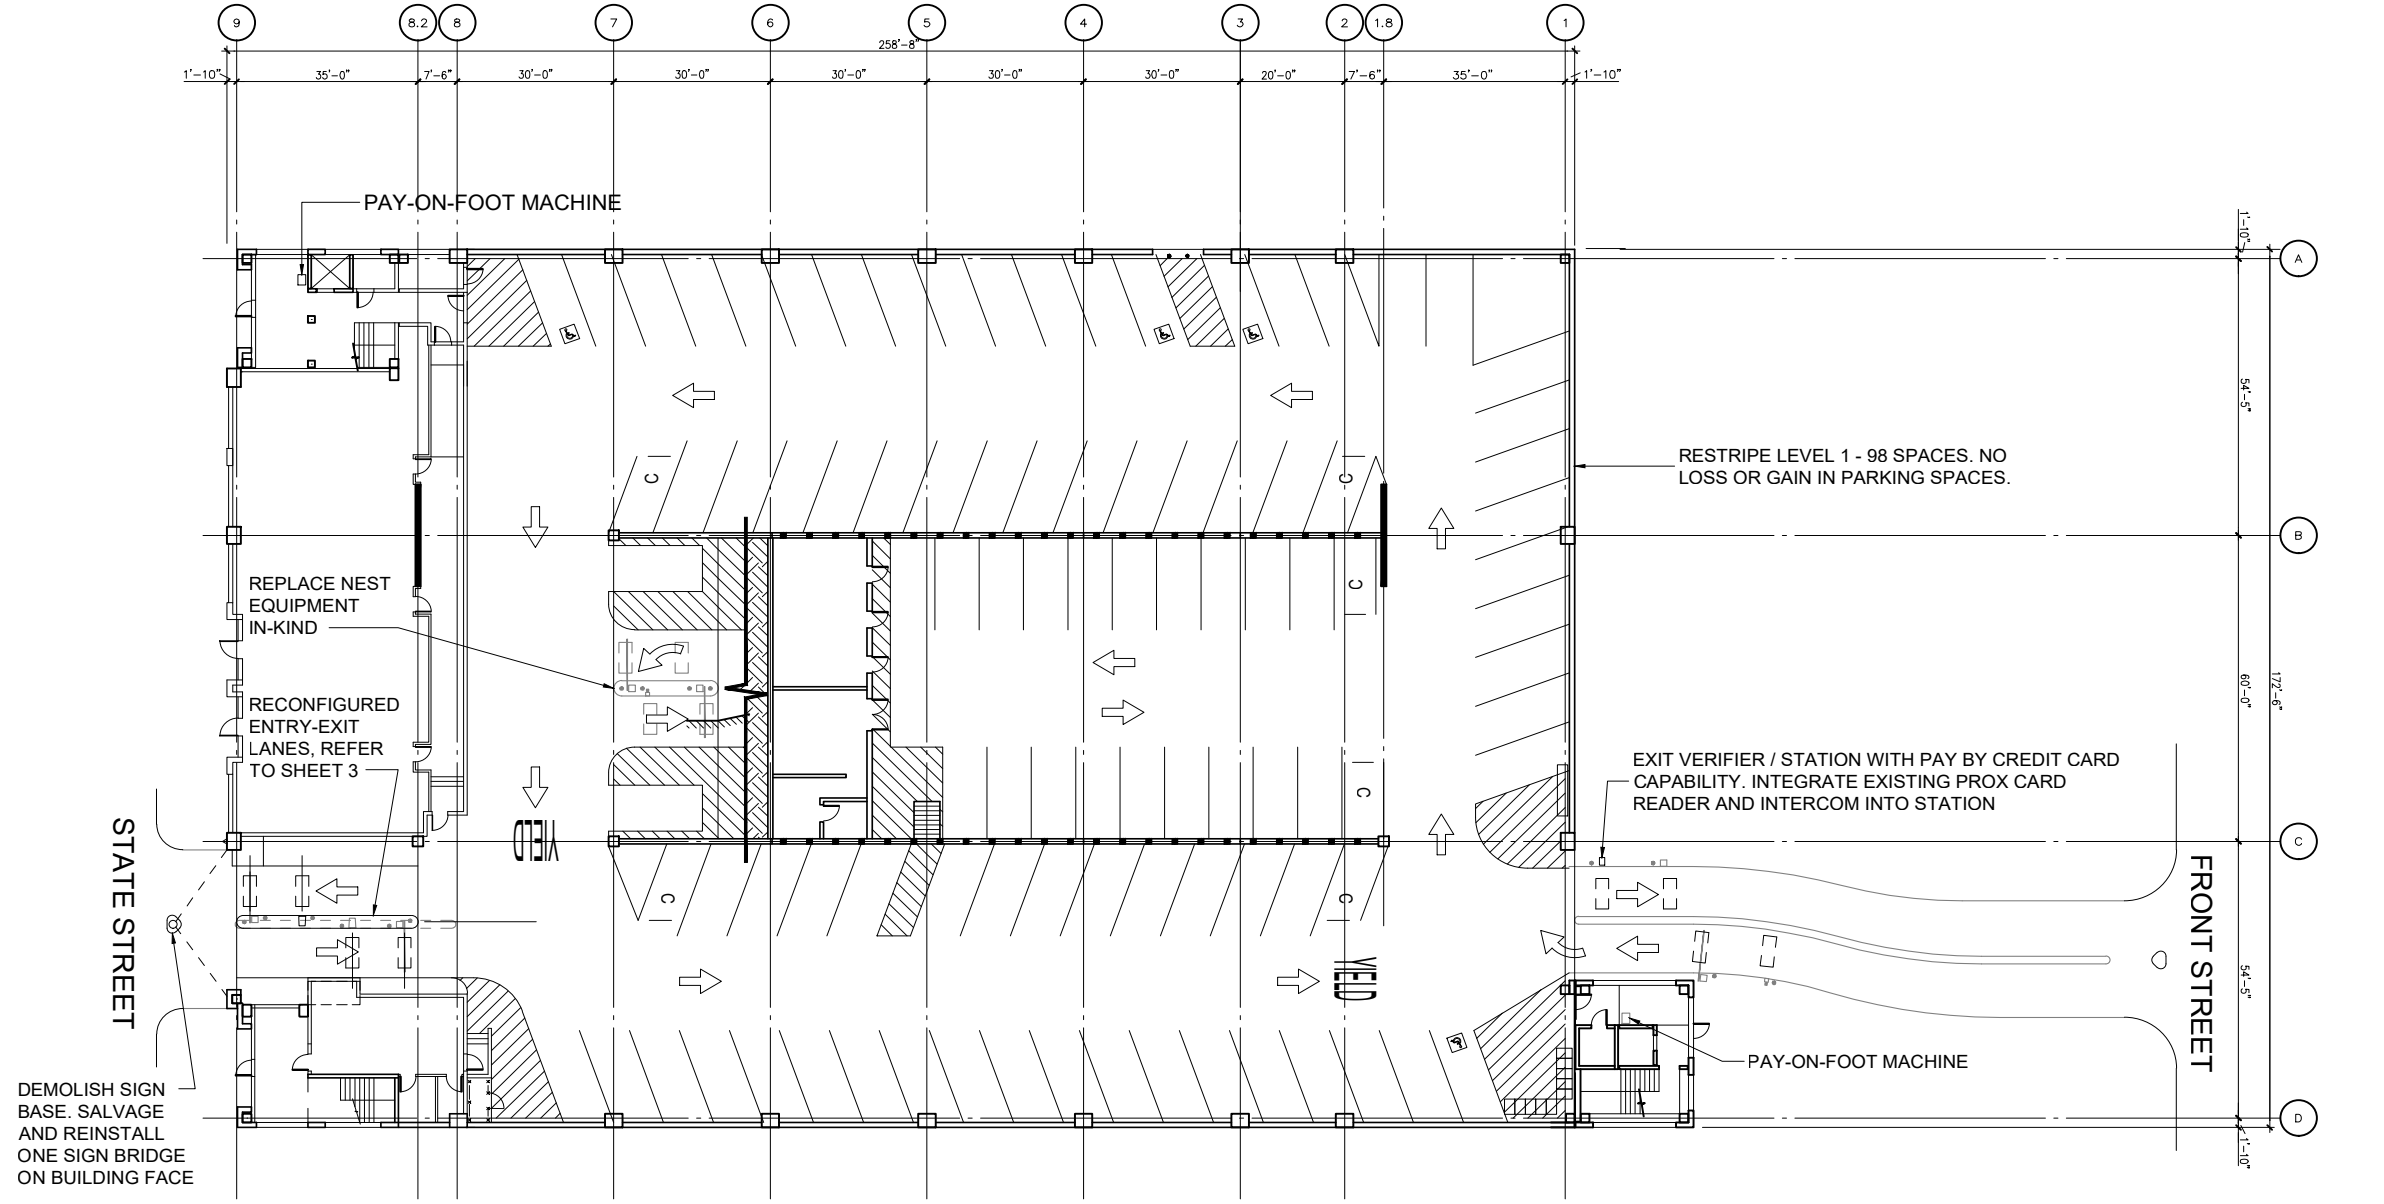 9
8.2
8
7
6
5
4
3
2
1.8
1
258'-8"
1'-10"
35'-0"
7'-6"
30'-0"
30'-0"
30'-0"
30'-0"
30'-0"
20'-0"
7'-6"
35'-0"
1'-10"
PAY-ON-FOOT MACHINE
1'-10"
A
54'-5"
C
C
RESTRIPE LEVEL 1 - 98 SPACES. NO
LOSS OR GAIN IN PARKING SPACES.
B
REPLACE NEST
EQUIPMENT
IN-KIND
C
60'-0"
172'-6"
RECONFIGURED
ENTRY-EXIT
LANES, REFER
TO SHEET 3
C
EXIT VERIFIER / STATION WITH PAY BY CREDIT CARD
CAPABILITY. INTEGRATE EXISTING PROX CARD
READER AND INTERCOM INTO STATION
STATE STREET
YIELD
C
C
C
FRONT STREET
YIELD
54'-5"
PAY-ON-FOOT MACHINE
DEMOLISH SIGN
BASE. SALVAGE
AND REINSTALL
ONE SIGN BRIDGE
ON BUILDING FACE
D
1'-10"